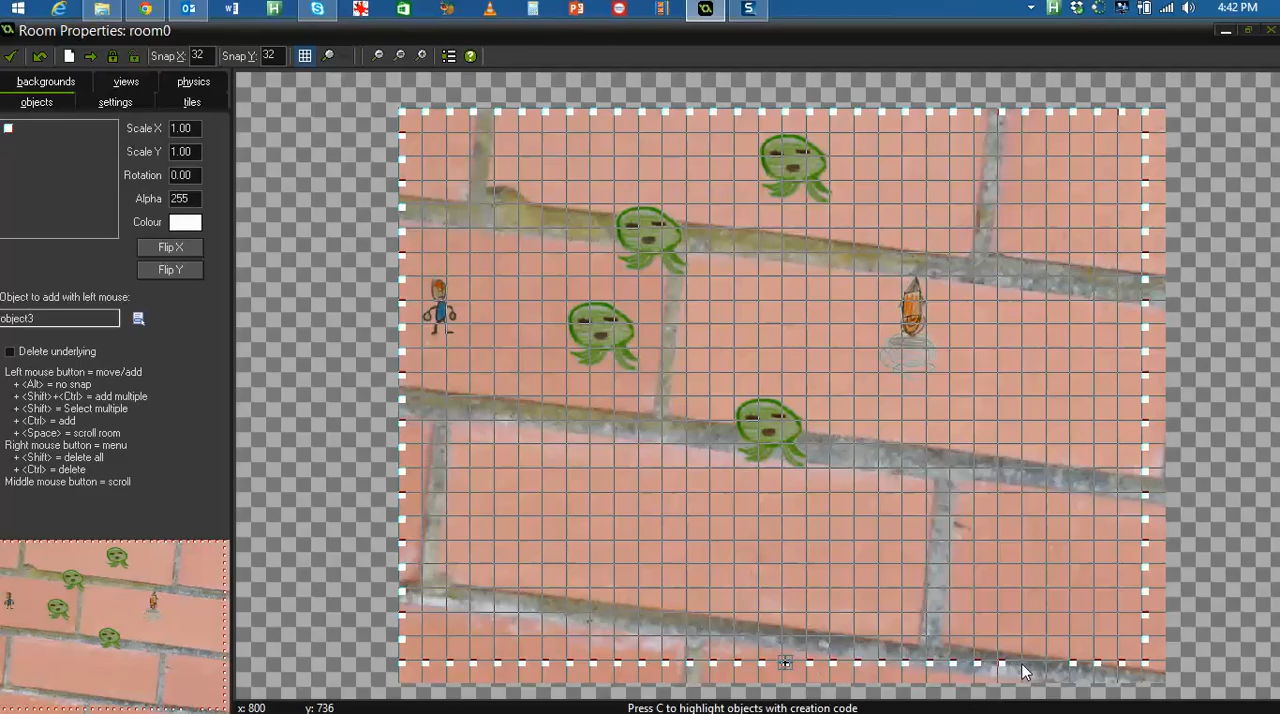 4:42 PM
Room Properties: room0
Snap X: 32 Snap Y: 32
backgrounds views physics
objects settings tiles
Scale X 1.00
Scale Y 1.00
Rotation 0.00
Alpha 255
Colour
Flip X
Flip Y
Object to add with left mouse:
object3
Delete underlying
Left mouse button = move/add
+ <Alt> = no snap
+ <Shift>+<Ctrl> = add multiple
+ <Shift> = Select multiple
+ <Ctrl> = add
+ <Space> = scroll room
Right mouse button = menu
+ <Shift> = delete all
+ <Ctrl> = delete
Middle mouse button = scroll
x: 800 y: 736 Press C to highlight objects with creation code